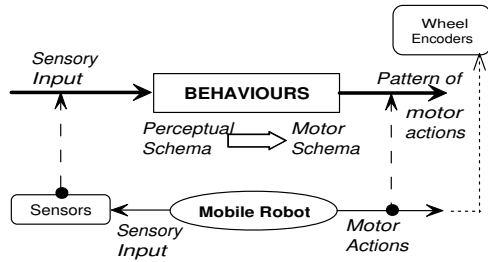 Wheel
Encoders
Sensory
Input
BEHAVIOURS
Pattern of
motor
actions
Perceptual
Schema
Motor
Schema
Sensors
Mobile Robot
Sensory
Input
Motor
Actions